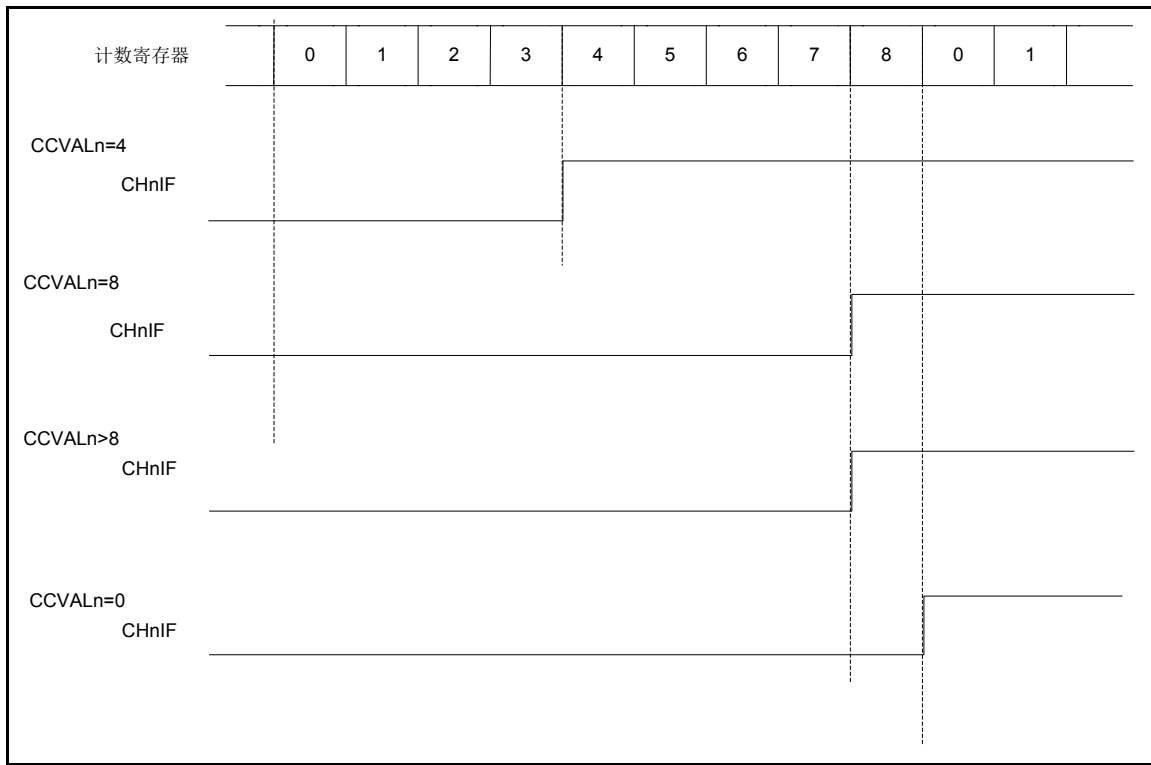 计数寄存器 0 1 2 3 4 5 6 7 8 0 1
CCVALn=4
CHnIF
CCVALn=8
CHnIF
CCVALn>8
CHnIF
CCVALn=0
CHnIF